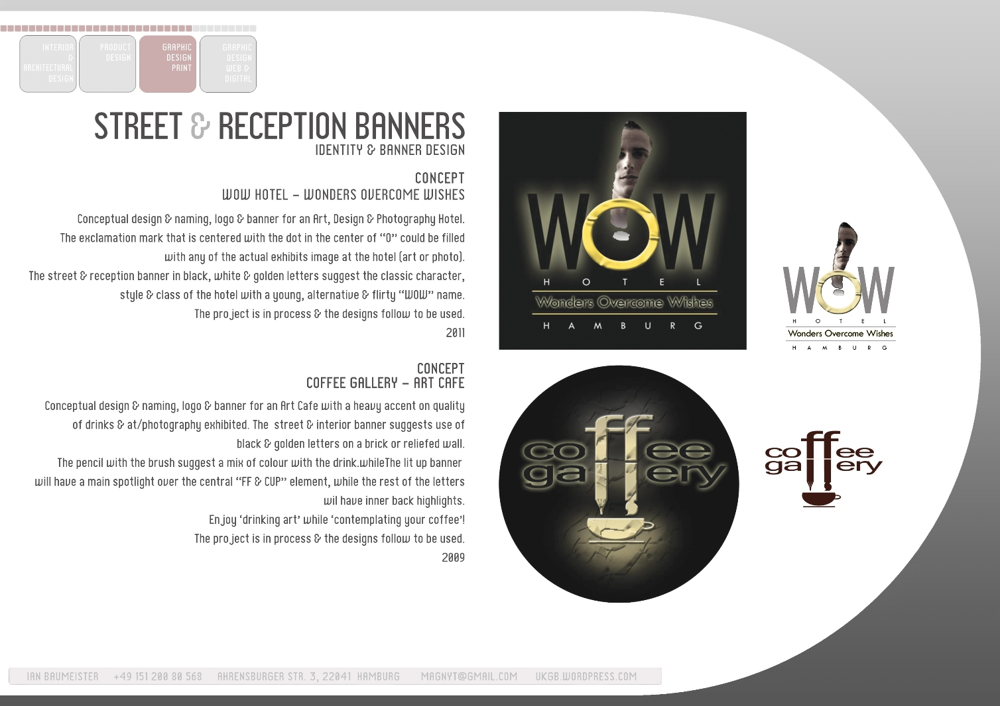 INTERIOR
&
ARCHITECTURAL
DESIGN
PRODUCT
DESIGN
GRAPHIC
DESIGN
PRINT
GRAPHIC
DESIGN
WEB &
DIGITAL
STREET & RECEPTION BANNERS
IDENTITY & BANNER DESIGN
CONCEPT
WOW HOTEL – WONDERS OVERCOME WISHES
Conceptual design & naming, logo & banner for an Art, Design & Photography Hotel.
The exclamation mark that is centered with the dot in the center of “O” could be filled
with any of the actual exhibits image at the hotel (art or photo).
The street & reception banner in black, white & golden letters suggest the classic character,
style & class of the hotel with a young, alternative & flirty “WOW” name.
The project is in process & the designs follow to be used.
2011
CONCEPT
COFFEE GALLERY – ART CAFE
Conceptual design & naming, logo & banner for an Art Cafe with a heavy accent on quality
of drinks & at/photography exhibited. The street & interior banner suggests use of
black & golden letters on a brick or reliefed wall.
The pencil with the brush suggest a mix of colour with the drink.whileThe lit up banner
will have a main spotlight over the central “FF & CUP” element, while the rest of the letters
wil have inner back highlights.
Enjoy ‘drinking art’ while ‘contemplating your coffee’!
The project is in process & the designs follow to be used.
2009
WOW
HOTEL
Wonders Overcome Wishes
HAMBURG
WOW
HOTEL
Wonders Overcome Wishes
HAMBURG
coffee
gallery
coffee
gallery
IAN BAUMEISTER +49 151 200 80 568 AHRENSBURGER STR. 3, 22041 HAMBURG MAGNYT@GMAIL.COM UKGB.WORDPRESS.COM